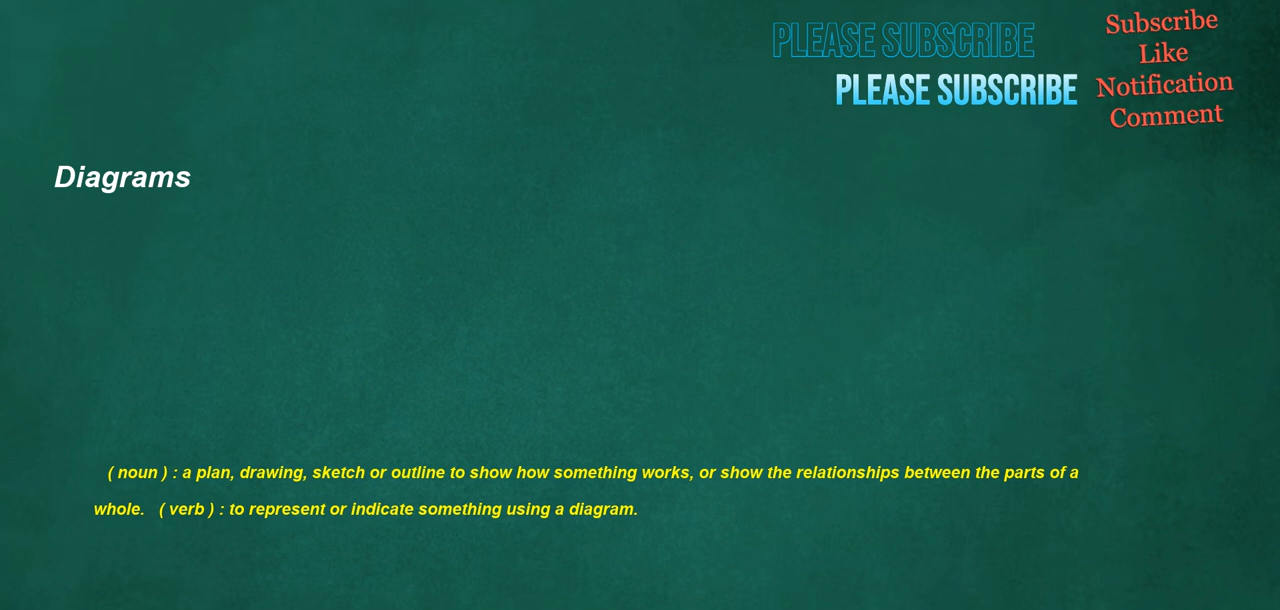 PLEASE SUBSCRIBE
PLEASE SUBSCRIBE
Subscribe
Like
Notification
Comment
Diagrams
( noun ) : a plan, drawing, sketch or outline to show how something works, or show the relationships between the parts of a
whole.   ( verb ) : to represent or indicate something using a diagram.